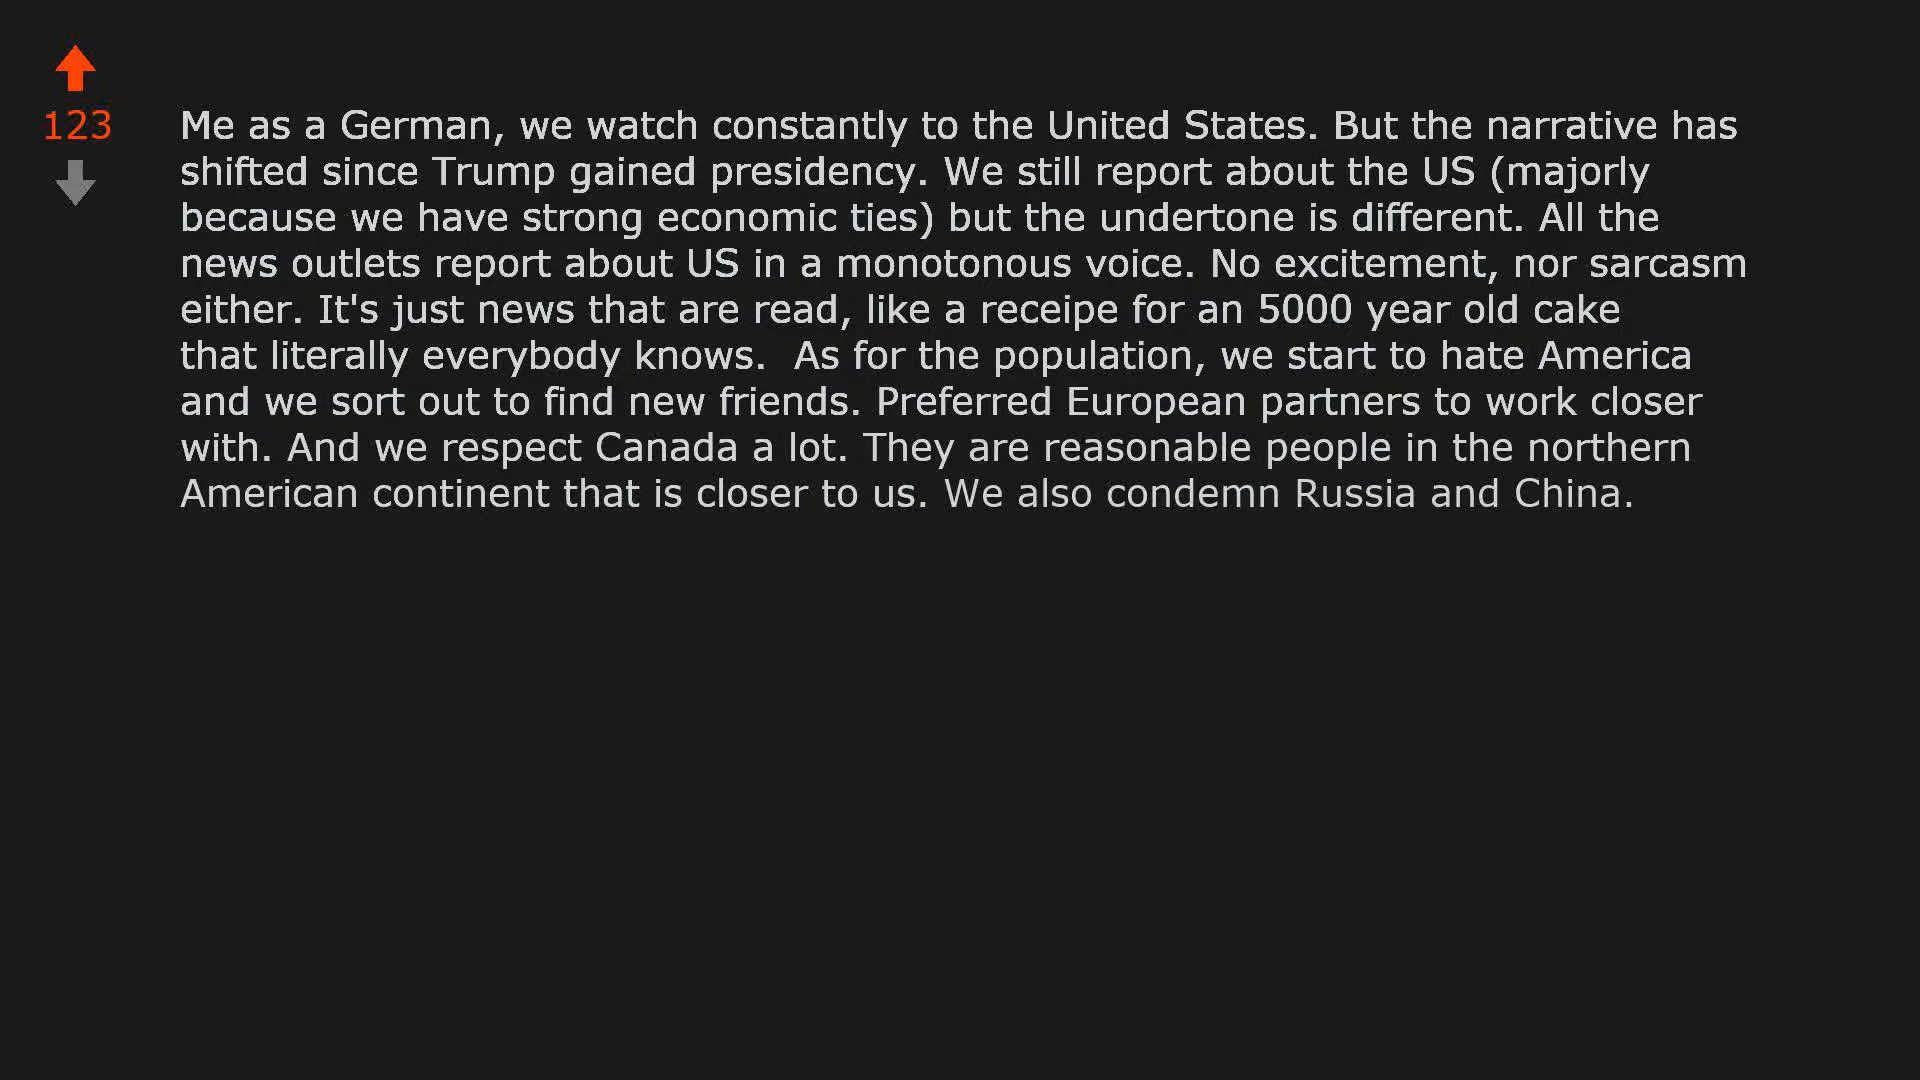 123
Me as a German, we watch constantly to the United States. But the narrative has
shifted since Trump gained presidency. We still report about the US (majorly
because we have strong economic ties) but the undertone is different. All the
news outlets report about US in a monotonous voice. No excitement, nor sarcasm
either. It's just news that are read, like a receipe for an 5000 year old cake
that literally everybody knows.  As for the population, we start to hate America
and we sort out to find new friends. Preferred European partners to work closer
with. And we respect Canada a lot. They are reasonable people in the northern
American continent that is closer to us. We also condemn Russia and China.